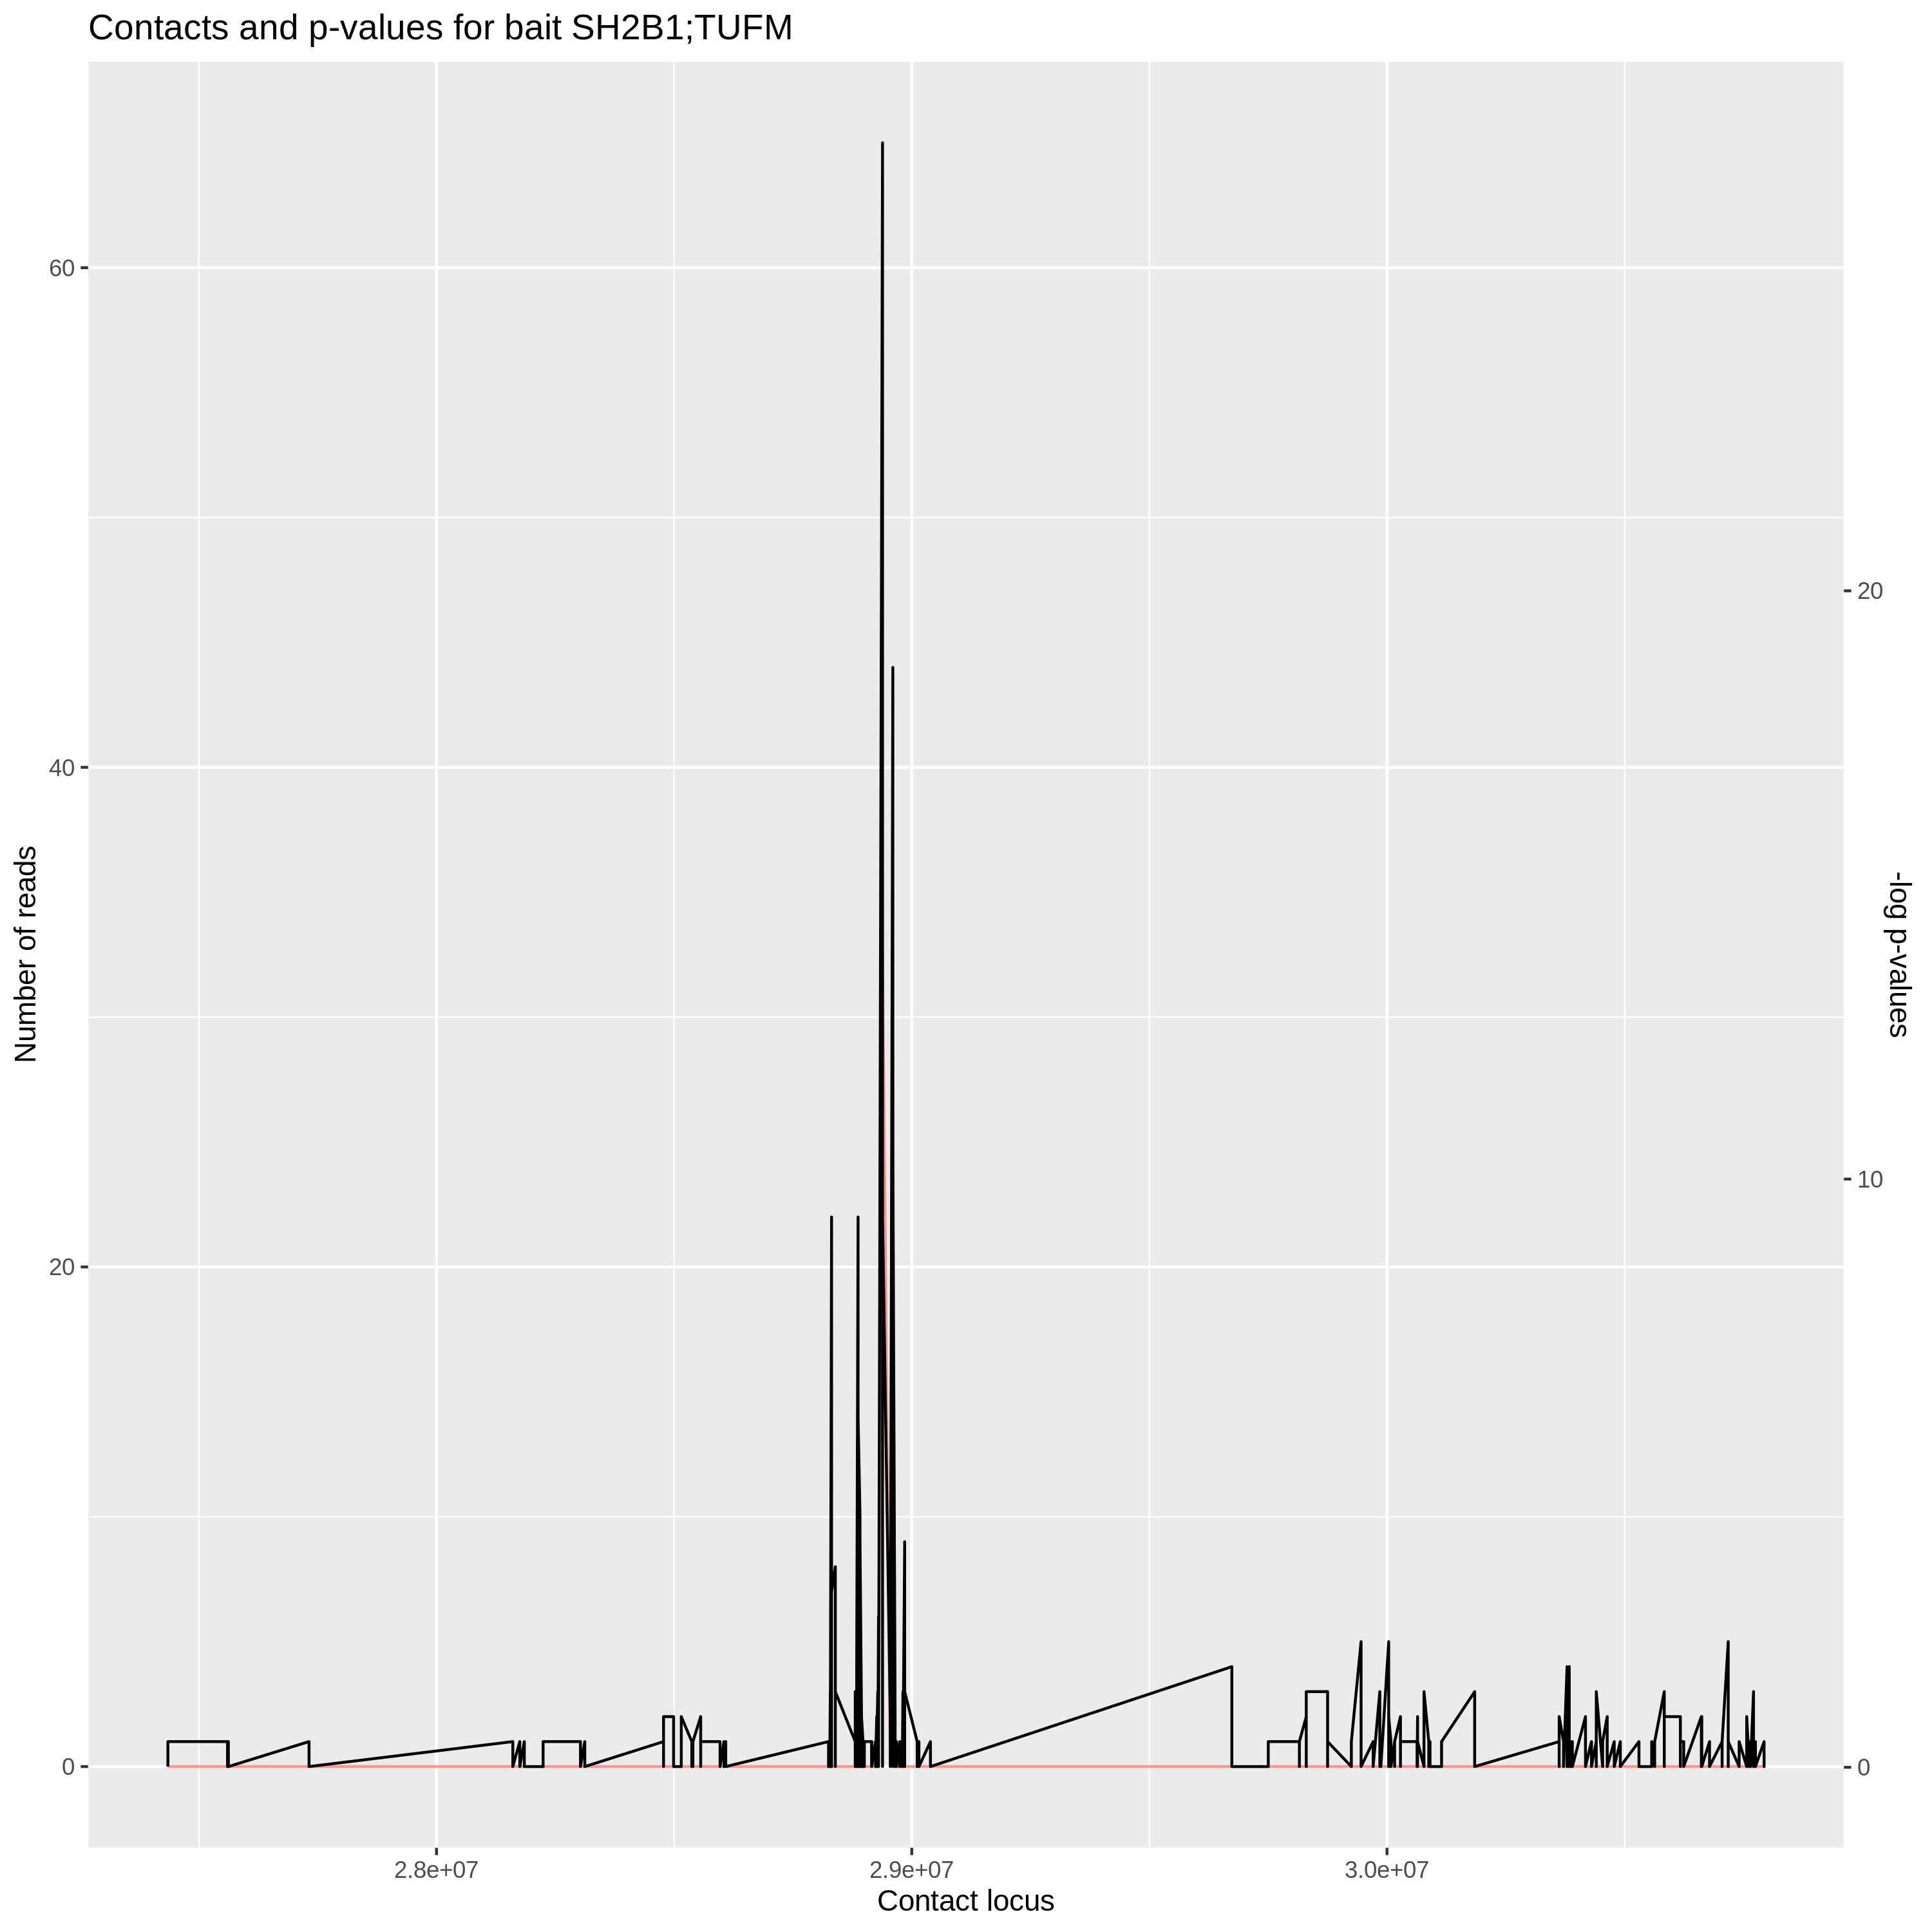 Contacts and p-values for bait SH2B1;TUFM
60
40
20
0
Number of reads
20
10
0
-log p-values
2.8e+07
2.9e+07
3.0e+07
Contact locus